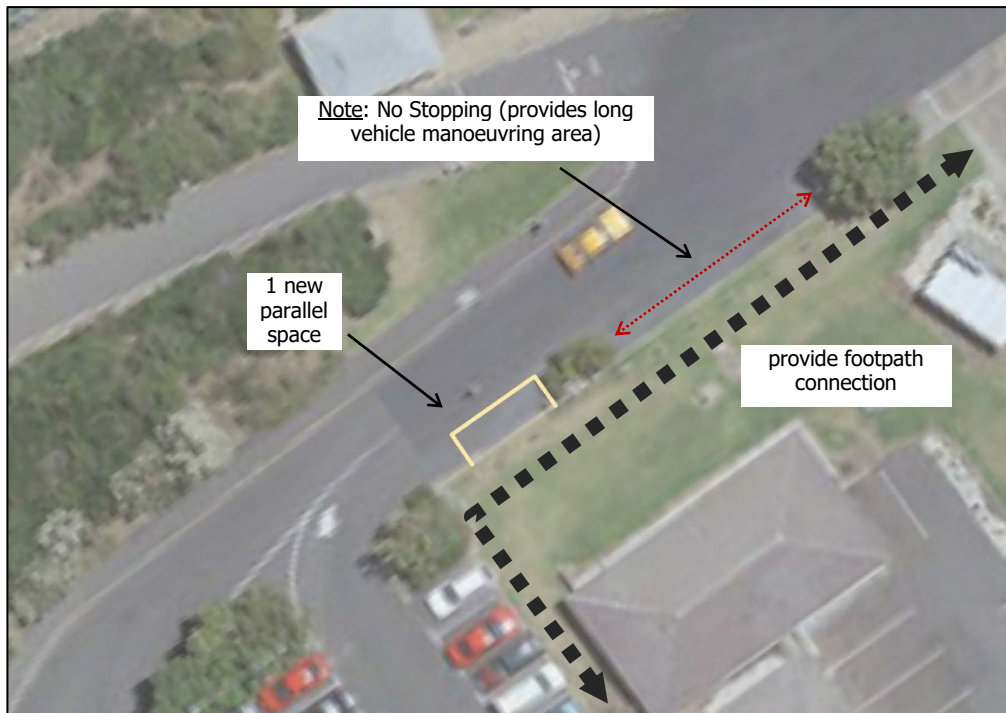 Note: No Stopping (provides long
vehicle manoeuvring area)
1 new
parallel
space
provide footpath
connection